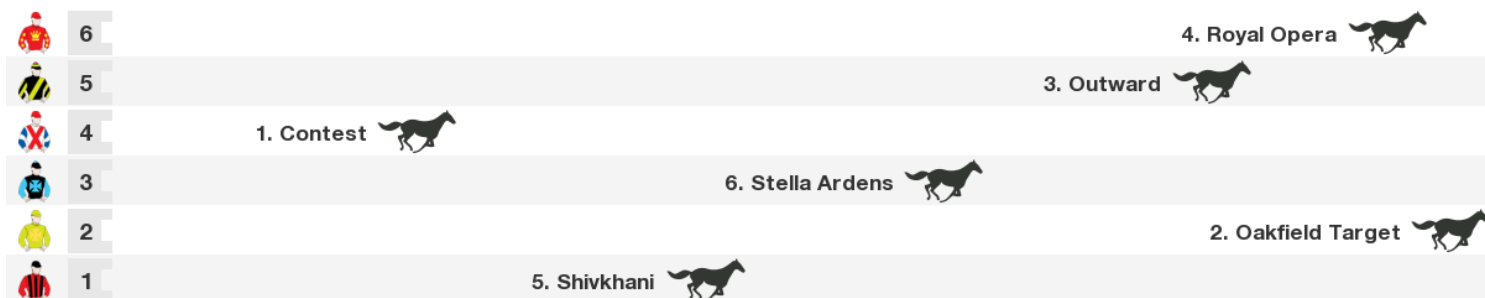 6 4. Royal Opera
5 3. Outward
4 1. Contest
3 6. Stella Ardens
2 2. Oakfield Target
1 5. Shivkhani